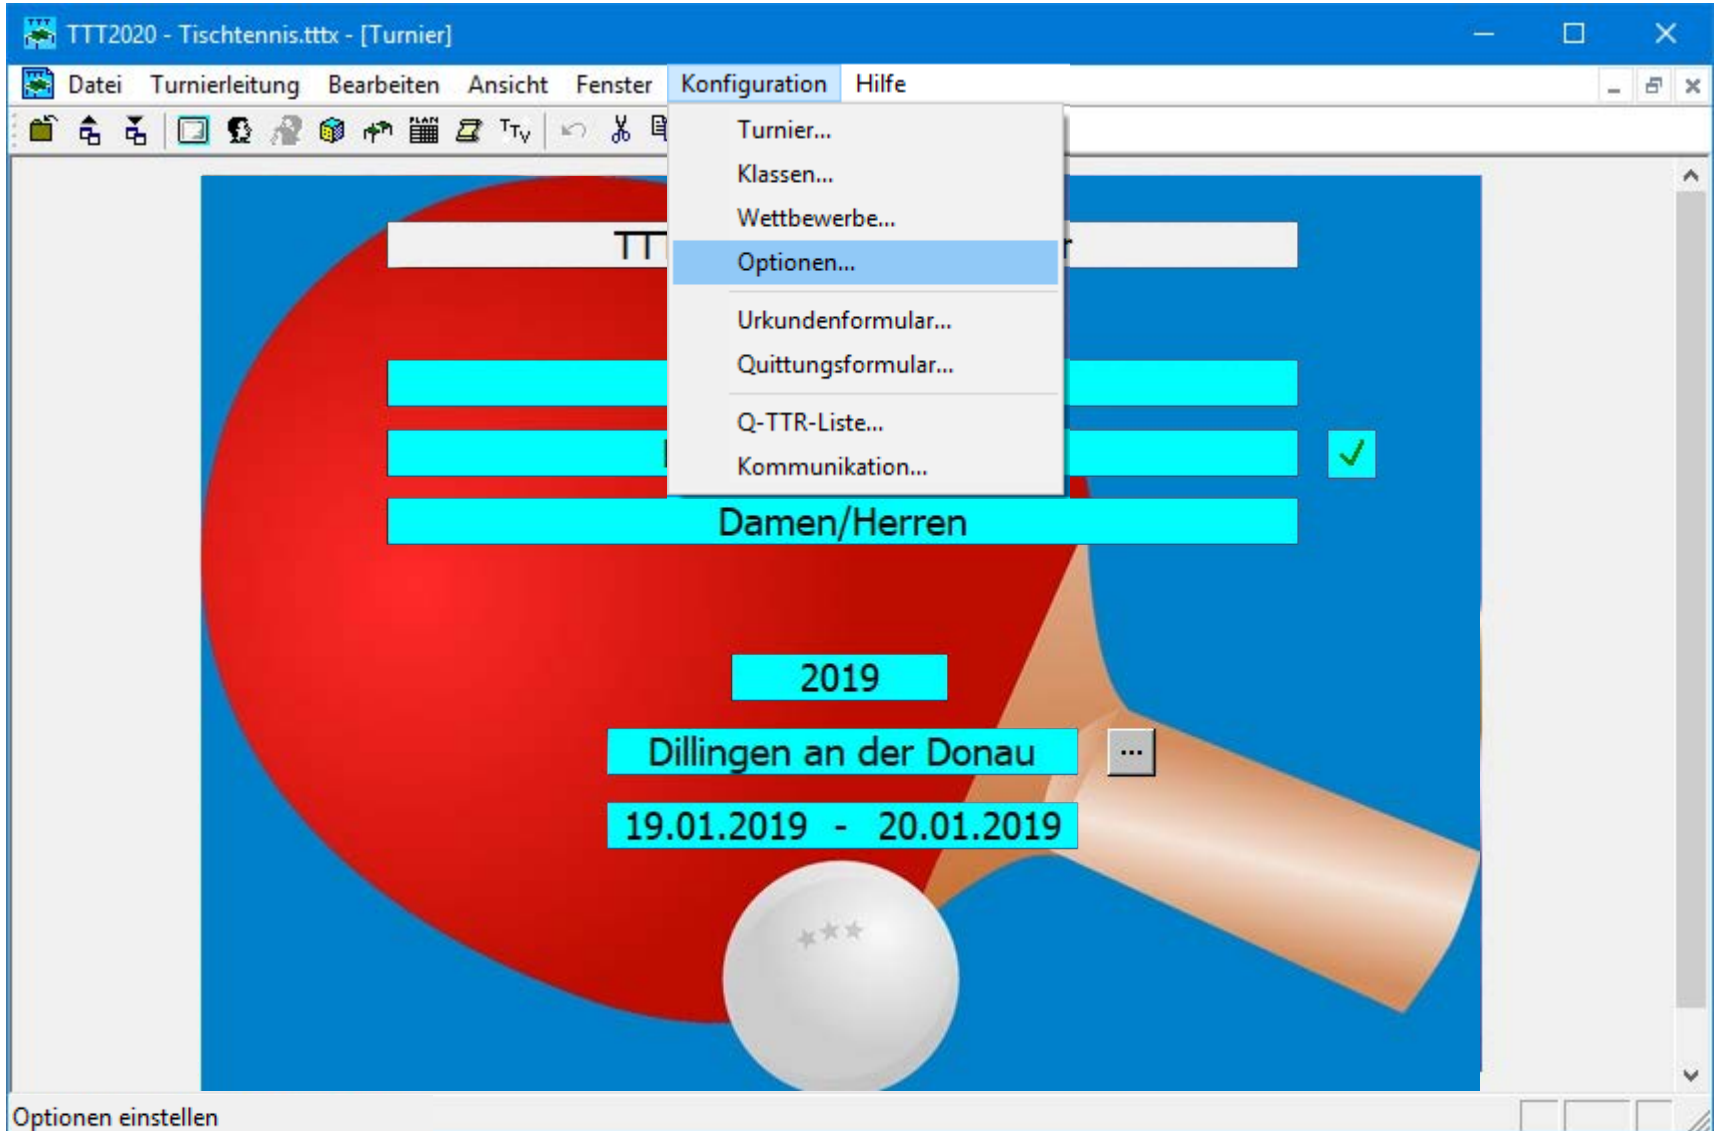 TTT2020 - Tischtennis.tttx - [Turnier]
Datei Turnierleitung Bearbeiten Ansicht Fenster Konfiguration Hilfe
Turnier...
Klassen...
Wettbewerbe...
Optionen...
Urkundenformular...
Quittungsformular...
Q-TTR-Liste...
Kommunikation...
Damen/Herren
2019
Dillingen an der Donau
...
19.01.2019 - 20.01.2019
Optionen einstellen